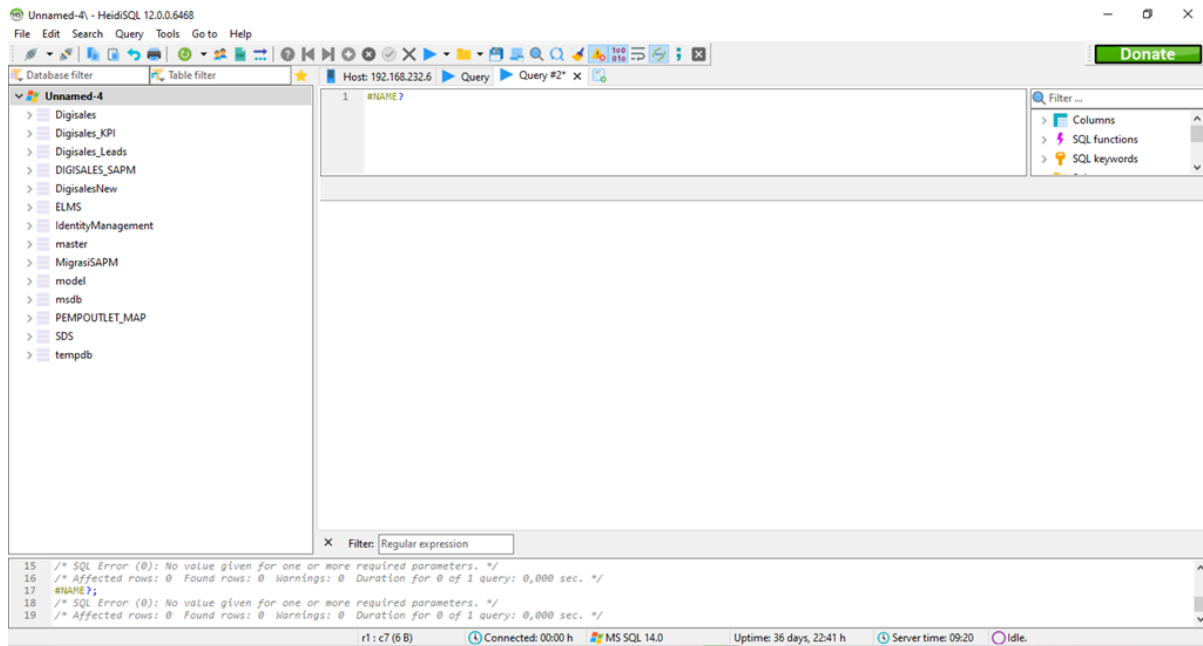 Unnamed-4\ - HeidiSQL 12.0.0.6468
File Edit Search Query Tools Go to Help
Donate
Database filter Table filter Host: 192.168.232.6 Query Query #2* x
Unnamed-4
Digisales
Digisales_KPI
Digisales_Leads
DIGISALES_SAPM
DigisalesNew
ELMS
IdentityManagement
master
MigrasiSAPM
model
msdb
PEMPOUTLET_MAP
SDS
tempdb
1 #NAME?
Filter ...
Columns
SQL functions
SQL keywords
× Filter: Regular expression
15 /* SQL Error (0): No value given for one or more required parameters. */
16 /* Affected rows: 0 Found rows: 0 Warnings: 0 Duration for 0 of 1 query: 0,000 sec. */
17 #NAME?;
18 /* SQL Error (0): No value given for one or more required parameters. */
19 /* Affected rows: 0 Found rows: 0 Warnings: 0 Duration for 0 of 1 query: 0,000 sec. */
r1 : c7 (6 B) Connected: 00:00 h MS SQL 14.0 Uptime: 36 days, 22:41 h Server time: 09:20 Idle.